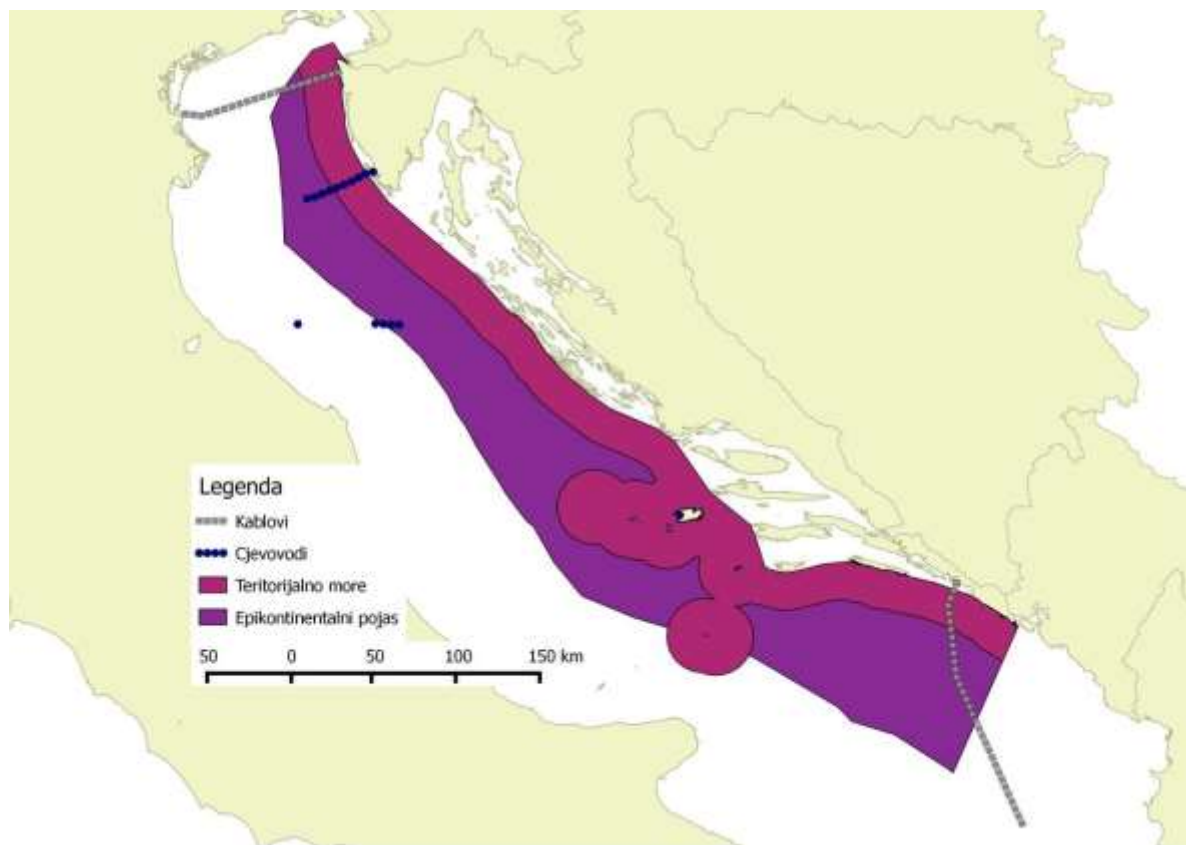 Legenda
Kablovi
Cjevovodi
Teritorijalno more
Epikontinentalni pojas
50 0 50 100 150 km